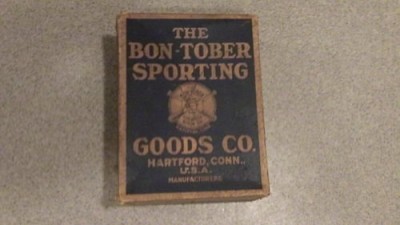 THE
BON-TOBER
SPORTING
GOODS CO.
HARTFORD, CONN.,
U.S.A.
MANUFACTURERS